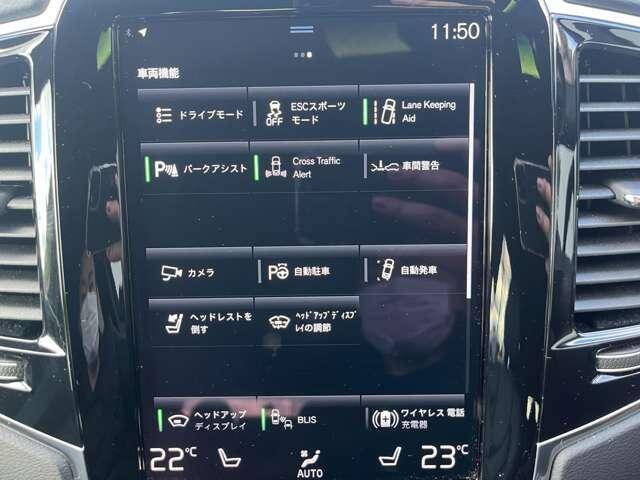 11:50
車両機能
ドライブモード
ESCスポーツ
モード
OFF
Lane Keeping
Aid
パークアシスト
Cross Traffic
Alert
車間警告
カメラ
自動駐車
自動発車
ヘッドレストを
倒す
ﾍｯﾄﾞｱｯﾌﾟﾃﾞｨｽﾌﾟ
ﾚｲの調節
ヘッドアップ
ディスプレイ
BLIS
ワイヤレス 電話
充電器
22℃
AUTO
23℃